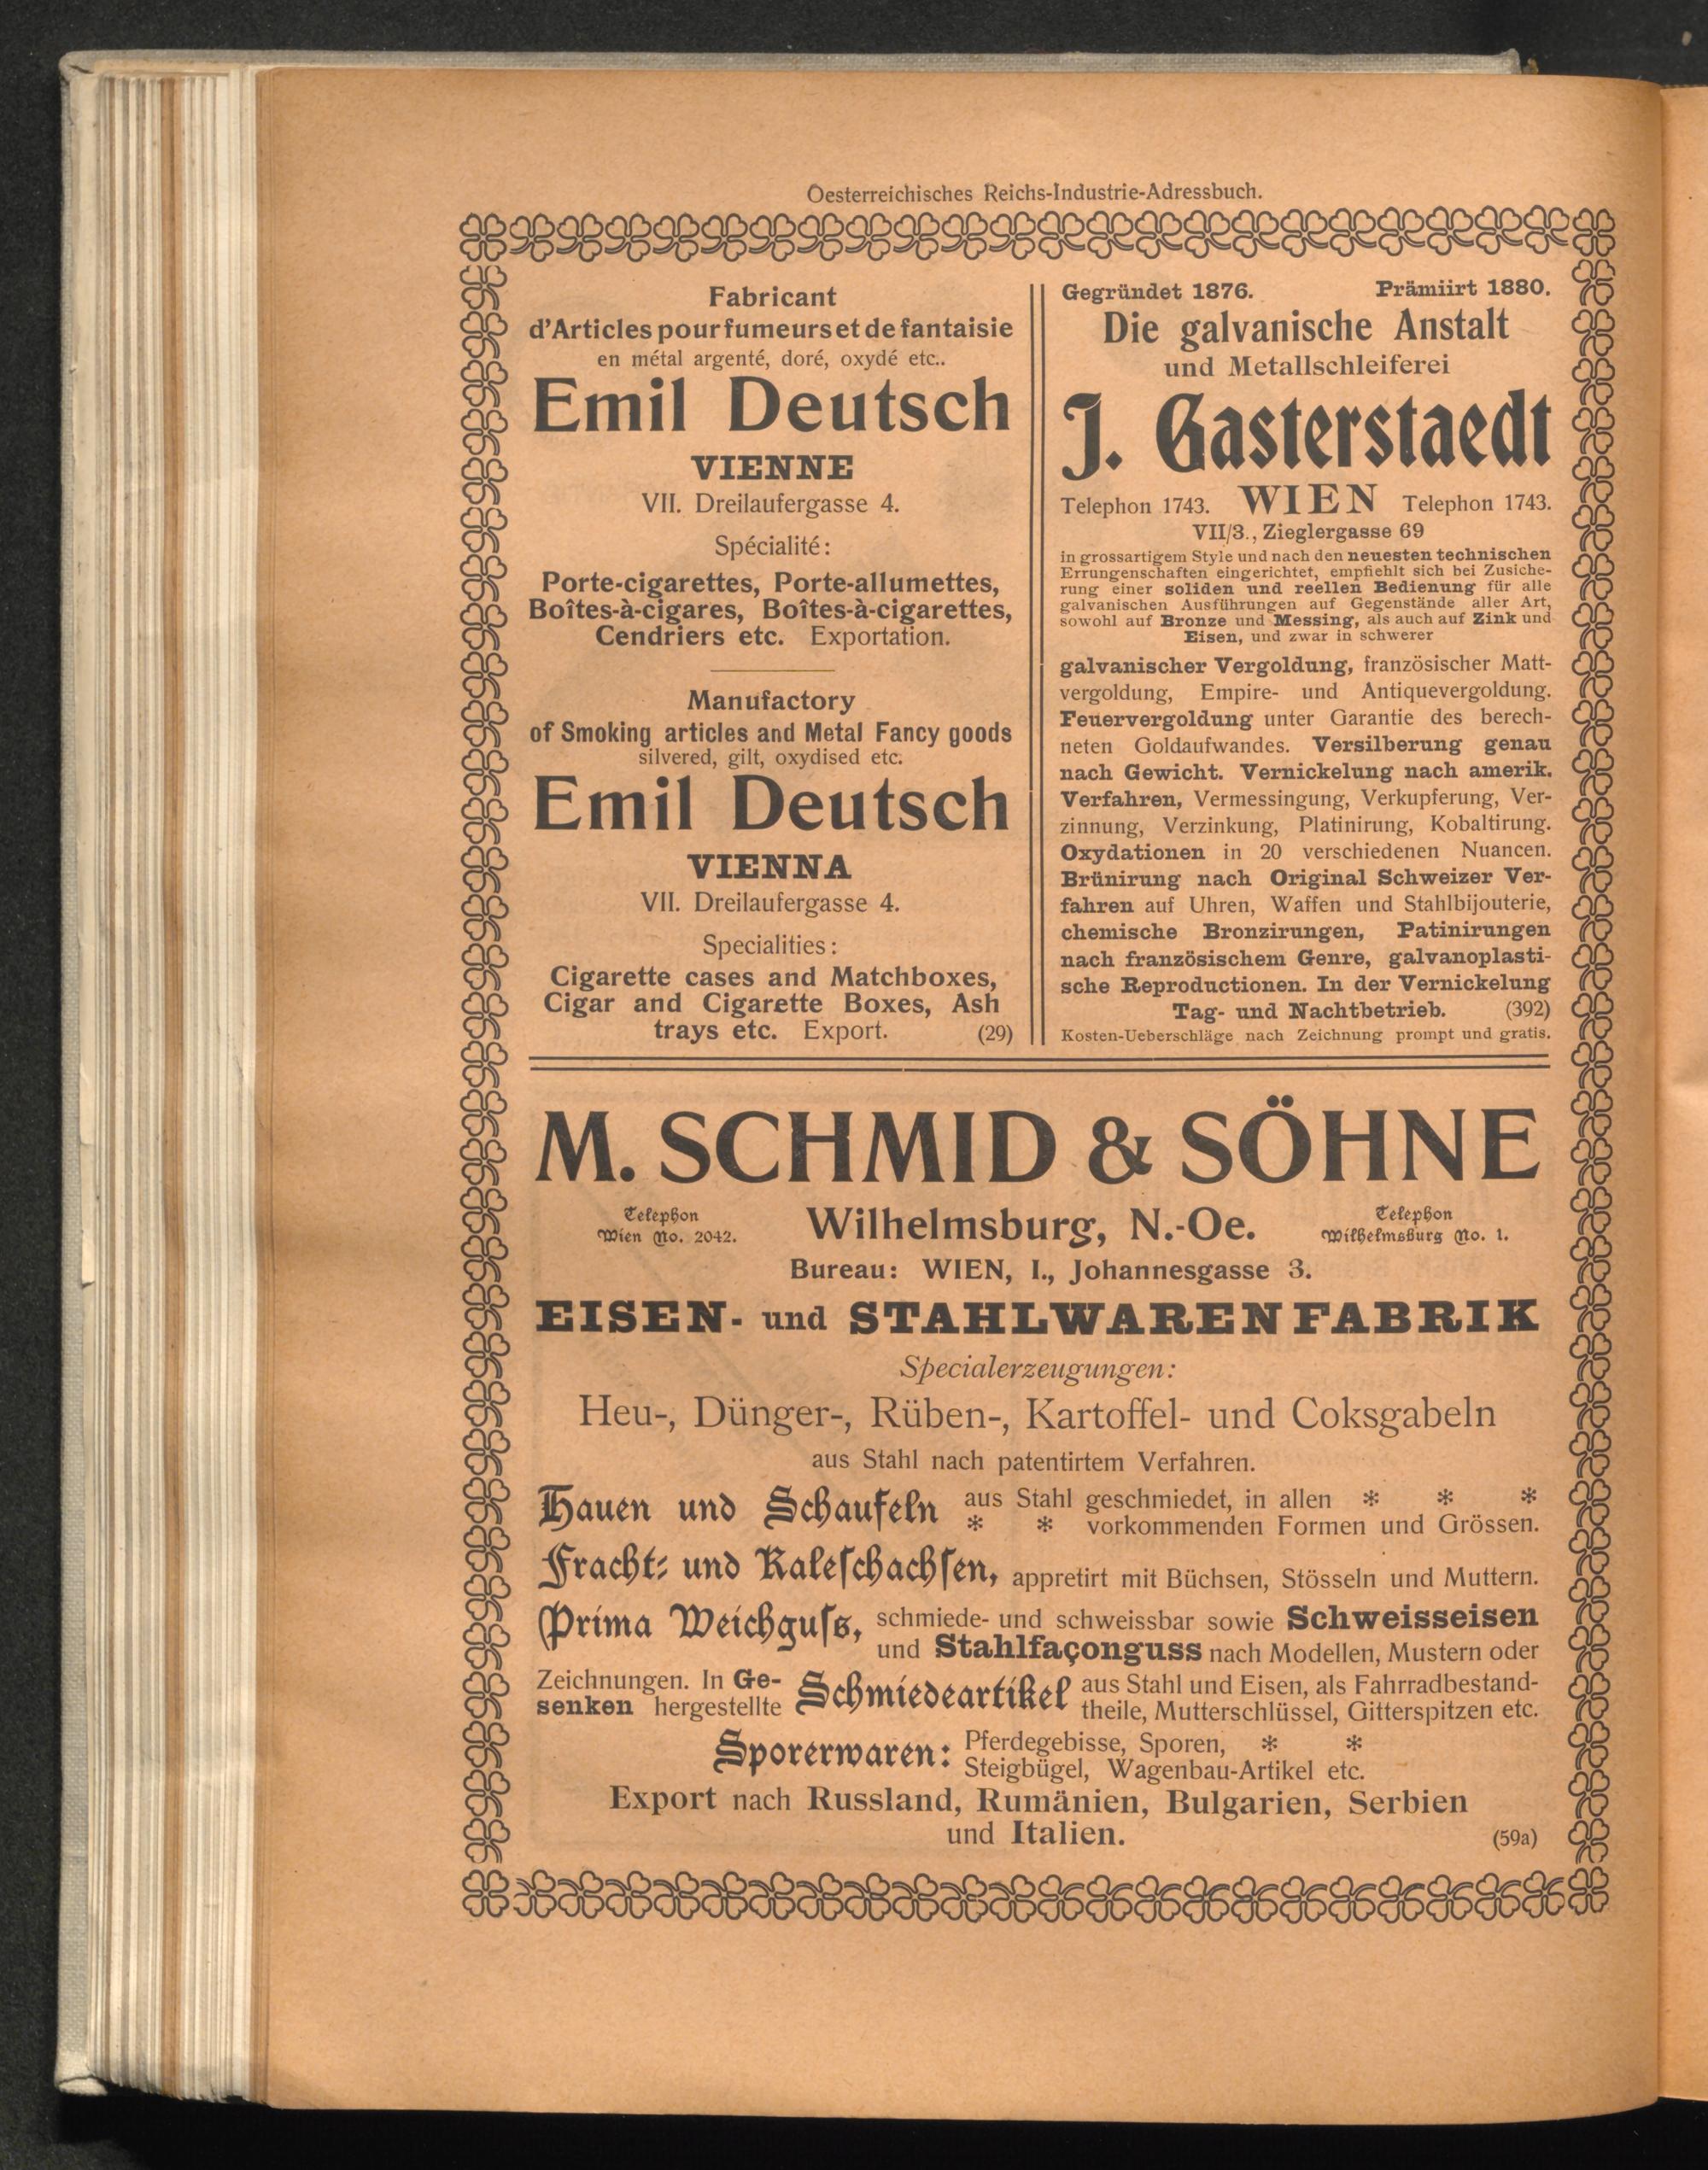 Oesterreichisches Reichs-Industrie-Adressbuch.
Fabricant
d'Articles pour fumeurs et de fantaisie
en métal argenté, doré, oxydé etc..
Emil Deutsch
VIENNE
VII. Dreilaufergasse 4.
Spécialité:
Porte-cigarettes, Porte-allumettes,
Boîtes-à-cigares, Boîtes-à-cigarettes,
Cendriers etc. Exportation.
Manufactory
of Smoking articles and Metal Fancy goods
silvered, gilt, oxydised etc.
Emil Deutsch
VIENNA
VII. Dreilaufergasse 4.
Specialities:
Cigarette cases and Matchboxes,
Cigar and Cigarette Boxes, Ash
trays etc. Export. (29)
Gegründet 1876. Prämiirt 1880.
Die galvanische Anstalt
und Metallschleiferei
J. Gasterstaedt
Telephon 1743. WIEN Telephon 1743.
VII/3., Zieglergasse 69
in grossartigem Style und nach den neuesten technischen
Errungenschaften eingerichtet, empfiehlt sich bei Zusiche-
rung einer soliden und reellen Bedienung für alle
galvanischen Ausführungen auf Gegenstände aller Art,
sowohl auf Bronze und Messing, als auch auf Zink und
Eisen, und zwar in schwerer
galvanischer Vergoldung, französischer Matt-
vergoldung, Empire- und Antiquevergoldung.
Feuervergoldung unter Garantie des berech-
neten Goldaufwandes. Versilberung genau
nach Gewicht. Vernickelung nach amerik.
Verfahren, Vermessingung, Verkupferung, Ver-
zinnung, Verzinkung, Platinirung, Kobaltirung.
Oxydationen in 20 verschiedenen Nuancen.
Brünirung nach Original Schweizer Ver-
fahren auf Uhren, Waffen und Stahlbijouterie,
chemische Bronzirungen, Patinirungen
nach französischem Genre, galvanoplasti-
sche Reproductionen. In der Vernickelung
Tag- und Nachtbetrieb. (392)
Kosten-Ueberschläge nach Zeichnung prompt und gratis.
M. SCHMID & SÖHNE
Telephon
Wien No. 2042.
Wilhelmsburg, N.-Oe.
Telephon
Wilhelmsburg No. 1.
Bureau: WIEN, I., Johannesgasse 3.
EISEN- und STAHLWARENFABRIK
Specialerzeugungen:
Heu-, Dünger-, Rüben-, Kartoffel- und Coksgabeln
aus Stahl nach patentirtem Verfahren.
Hauen und Schaufeln aus Stahl geschmiedet, in allen * * *
* * vorkommenden Formen und Grössen.
Fracht- und Kaleschachsen, appretirt mit Büchsen, Stösseln und Muttern.
Prima Weichguss, schmiede- und schweissbar sowie Schweisseisen
und Stahlfaçonguss nach Modellen, Mustern oder
Zeichnungen. In Ge-
senken hergestellte Schmiedeartikel aus Stahl und Eisen, als Fahrradbestand-
theile, Mutterschlüssel, Gitterspitzen etc.
Sporerwaren: Pferdegebisse, Sporen, * *
Steigbügel, Wagenbau-Artikel etc.
Export nach Russland, Rumänien, Bulgarien, Serbien
und Italien. (59a)